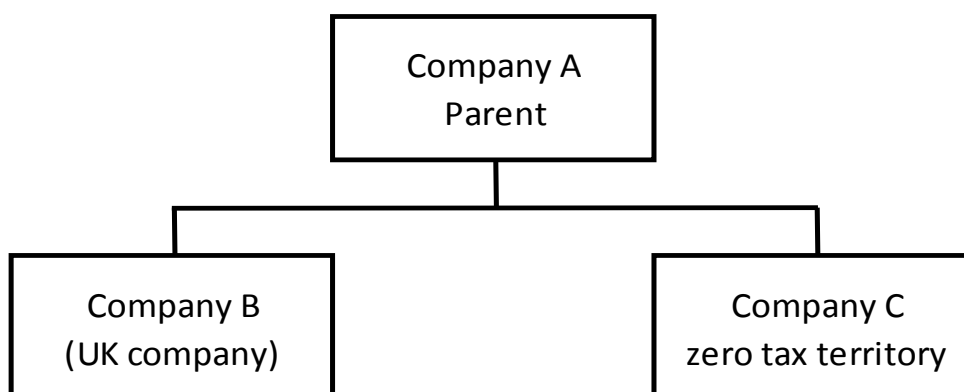 Company A
Parent
Company B
(UK company)
Company C
zero tax territory